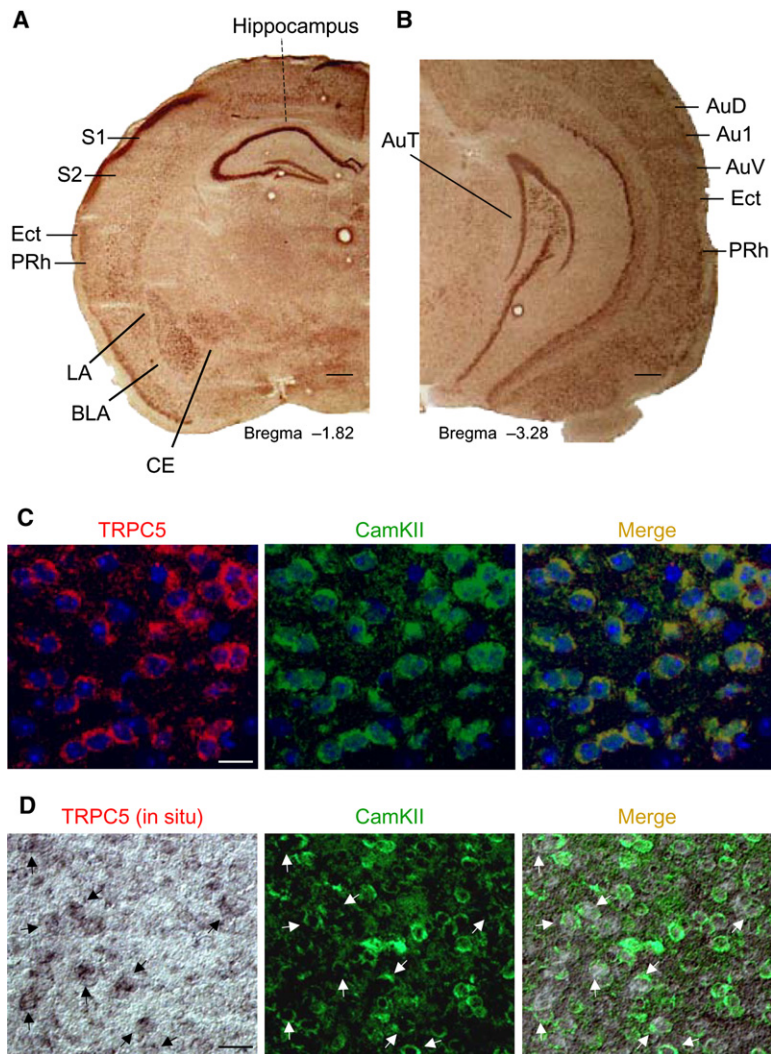 A
Hippocampus
S1
S2
Ect
PRh
LA
BLA
CE
Bregma –1.82
B
AuD
Au1
AuV
Ect
PRh
AuT
Bregma –3.28
C
TRPC5
CamKII
Merge
D
TRPC5 (in situ)
CamKII
Merge